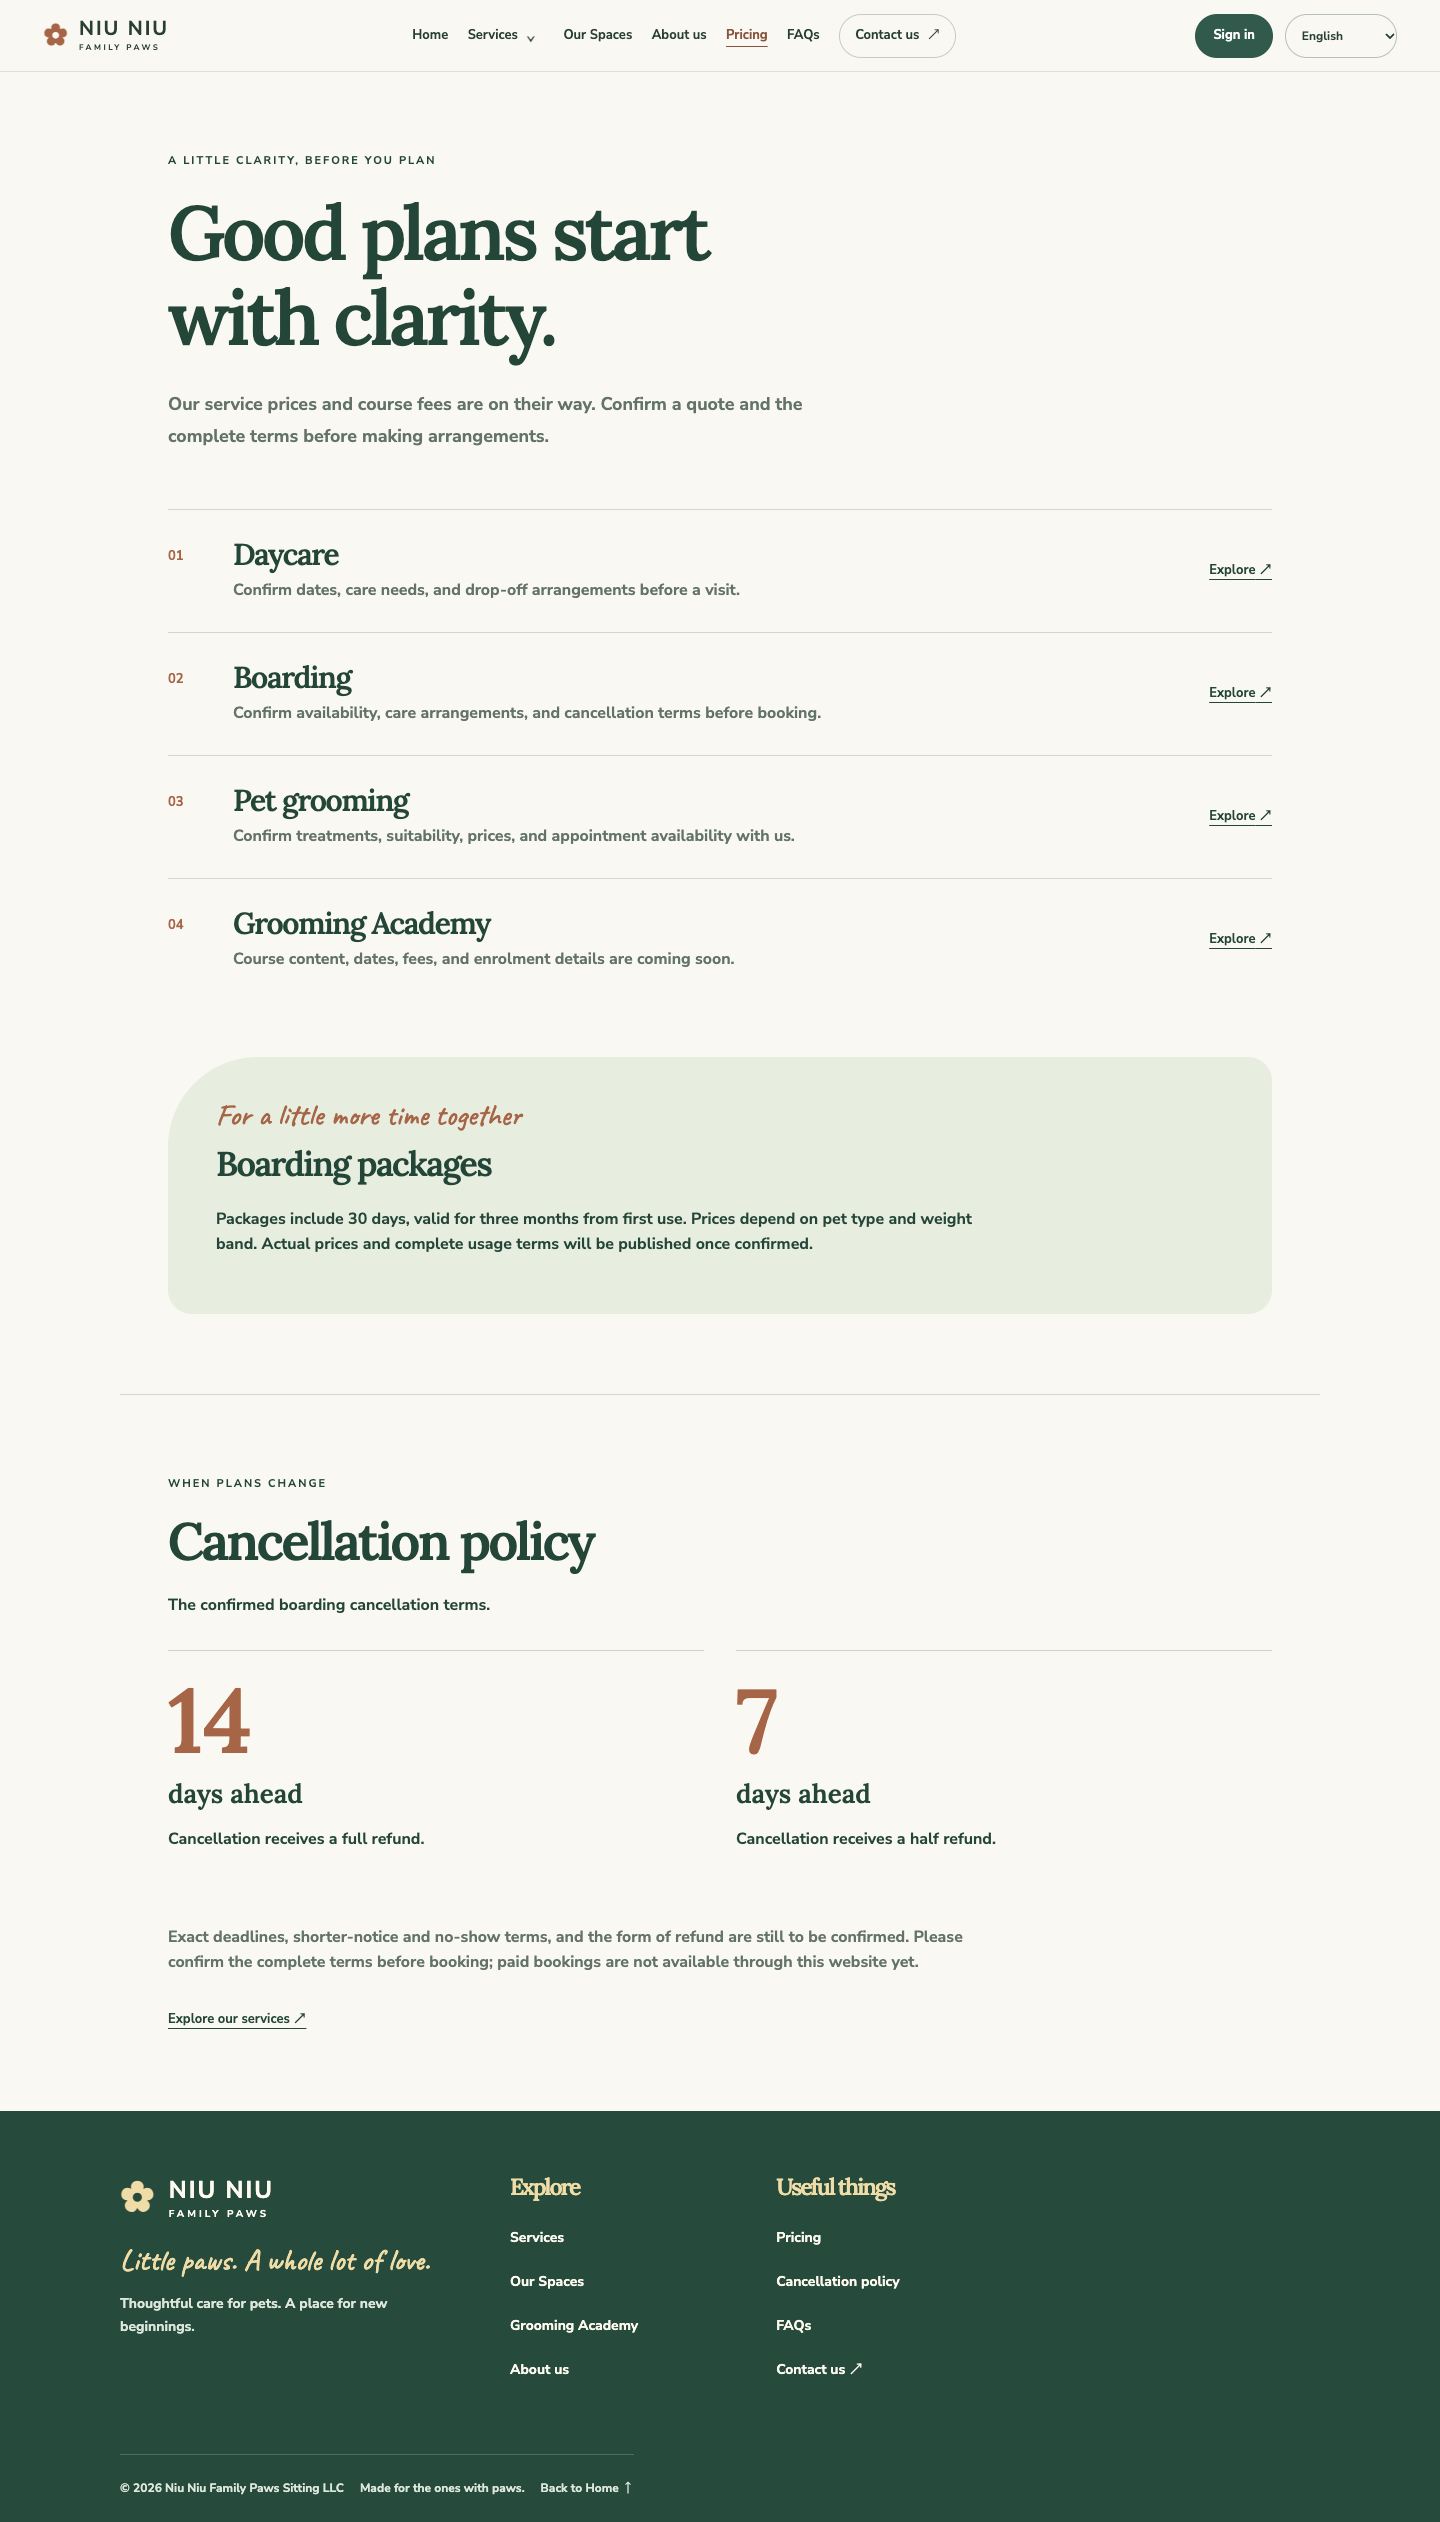 NIU NIU
FAMILY PAWS
Home
Services
Our Spaces
About us
Pricing
FAQs
Contact us ↗
Sign in
English
A LITTLE CLARITY, BEFORE YOU PLAN
Good plans start
with clarity.
Our service prices and course fees are on their way. Confirm a quote and the
complete terms before making arrangements.
01
Daycare
Confirm dates, care needs, and drop-off arrangements before a visit.
Explore ↗
02
Boarding
Confirm availability, care arrangements, and cancellation terms before booking.
Explore ↗
03
Pet grooming
Confirm treatments, suitability, prices, and appointment availability with us.
Explore ↗
04
Grooming Academy
Course content, dates, fees, and enrolment details are coming soon.
Explore ↗
For a little more time together
Boarding packages
Packages include 30 days, valid for three months from first use. Prices depend on pet type and weight
band. Actual prices and complete usage terms will be published once confirmed.
WHEN PLANS CHANGE
Cancellation policy
The confirmed boarding cancellation terms.
14
days ahead
Cancellation receives a full refund.
7
days ahead
Cancellation receives a half refund.
Exact deadlines, shorter-notice and no-show terms, and the form of refund are still to be confirmed. Please
confirm the complete terms before booking; paid bookings are not available through this website yet.
Explore our services ↗
NIU NIU
FAMILY PAWS
Little paws. A whole lot of love.
Thoughtful care for pets. A place for new
beginnings.
Explore
Services
Our Spaces
Grooming Academy
About us
Useful things
Pricing
Cancellation policy
FAQs
Contact us ↗
© 2026 Niu Niu Family Paws Sitting LLC
Made for the ones with paws.
Back to Home ↑